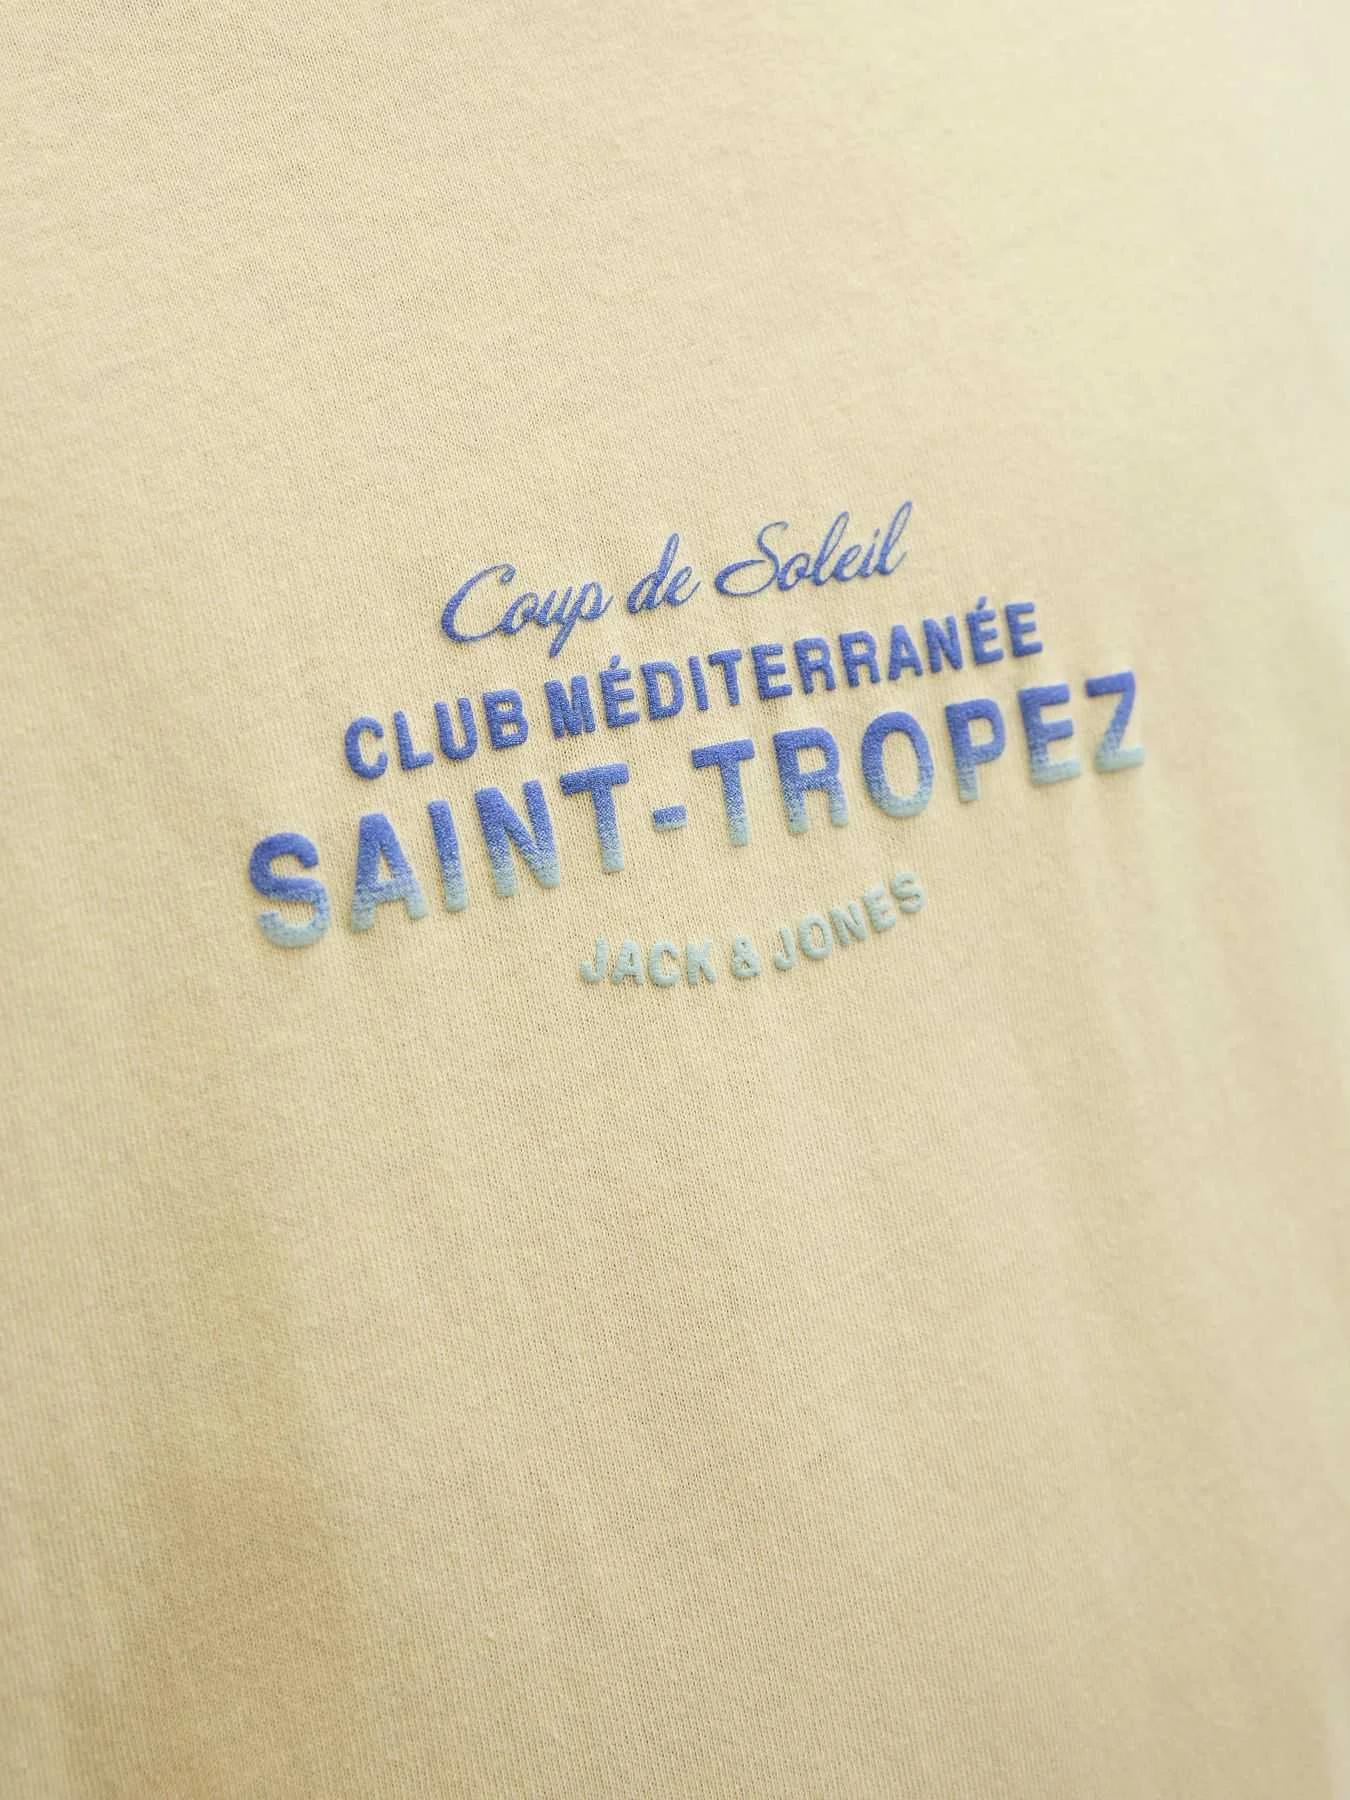 Coup de Soleil
CLUB MÉDITERRANÉE
SAINT-TROPEZ
JACK & JONES